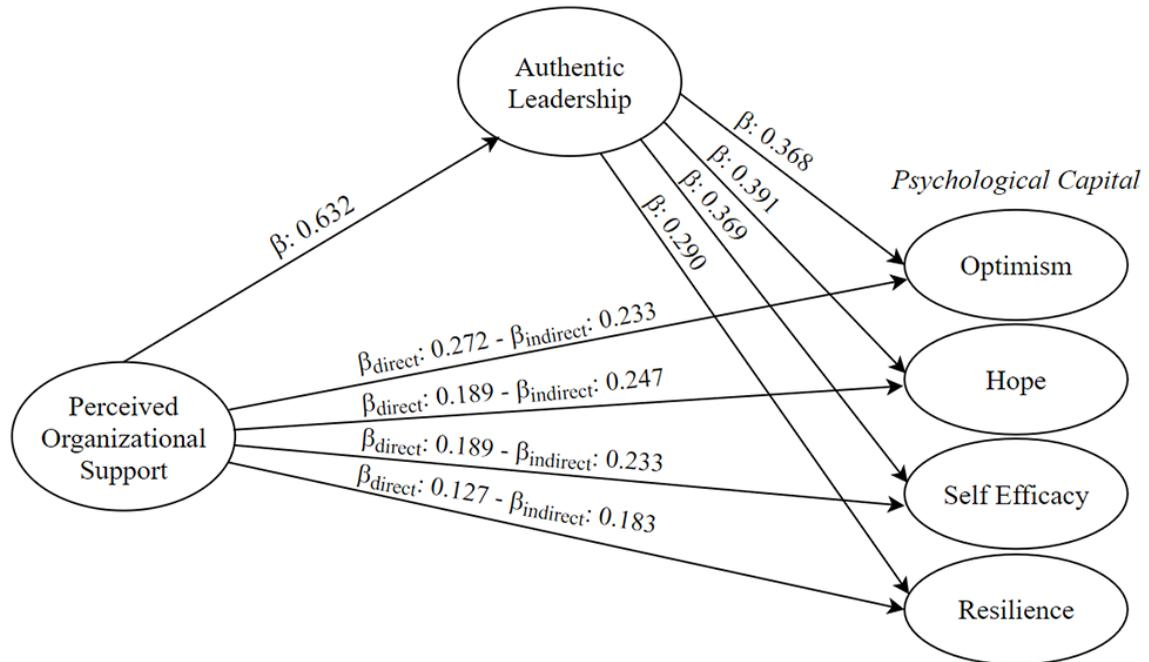 Authentic
Leadership
β: 0.368
β: 0.391
β: 0.369
β: 0.290
β: 0.632
Psychological Capital
Optimism
Hope
Self Efficacy
Resilience
βdirect: 0.272 - βindirect: 0.233
βdirect: 0.189 - βindirect: 0.247
βdirect: 0.189 - βindirect: 0.233
βdirect: 0.127 - βindirect: 0.183
Perceived
Organizational
Support